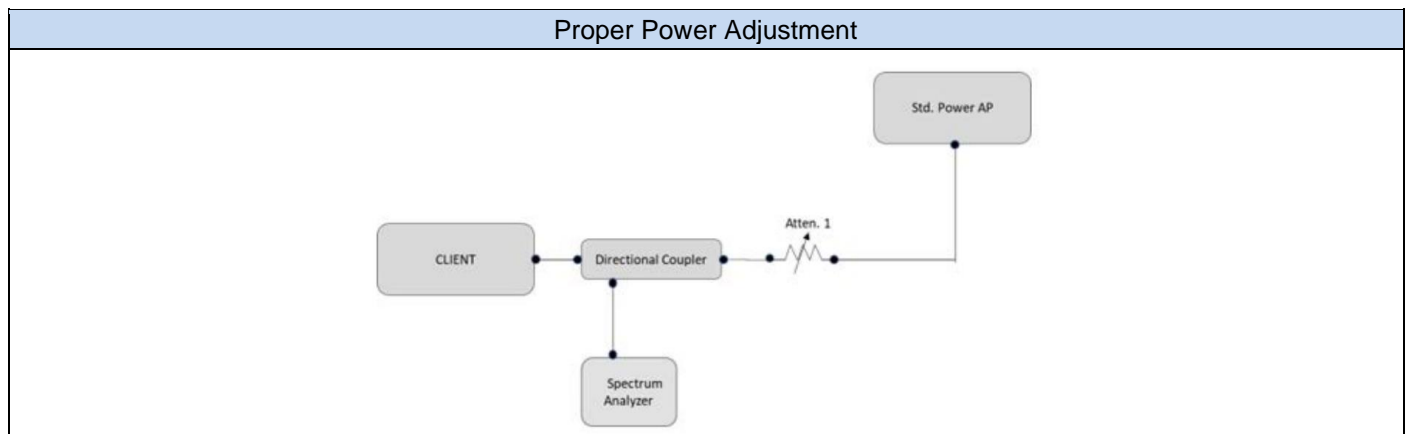 Proper Power Adjustment
Std. Power AP
Atten. 1
CLIENT
Directional Coupler
Spectrum
Analyzer